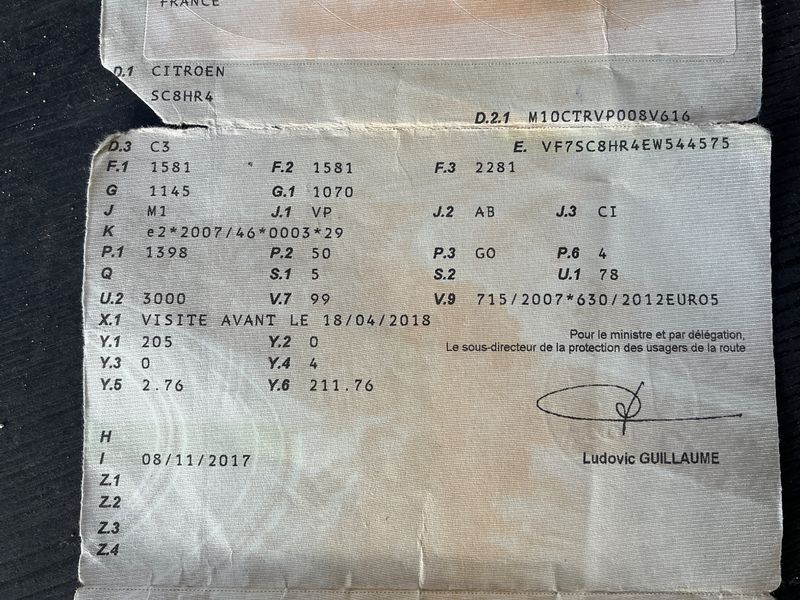 FRANCE
D.1 CITROEN
SC8HR4
D.2.1 M10CTRVP008V616
D.3 C3 E. VF7SC8HR4EW544575
F.1 1581 F.2 1581 F.3 2281
G 1145 G.1 1070
J M1 J.1 VP J.2 AB J.3 CI
K e2*2007/46*0003*29
P.1 1398 P.2 50 P.3 GO P.6 4
Q S.1 5 S.2 U.1 78
U.2 3000 V.7 99 V.9 715/2007*630/2012EURO5
X.1 VISITE AVANT LE 18/04/2018
Pour le ministre et par délégation,
Y.1 205 Y.2 0
Le sous-directeur de la protection des usagers de la route
Y.3 0 Y.4 4
Y.5 2.76 Y.6 211.76
H
I 08/11/2017
Ludovic GUILLAUME
Z.1
Z.2
Z.3
Z.4